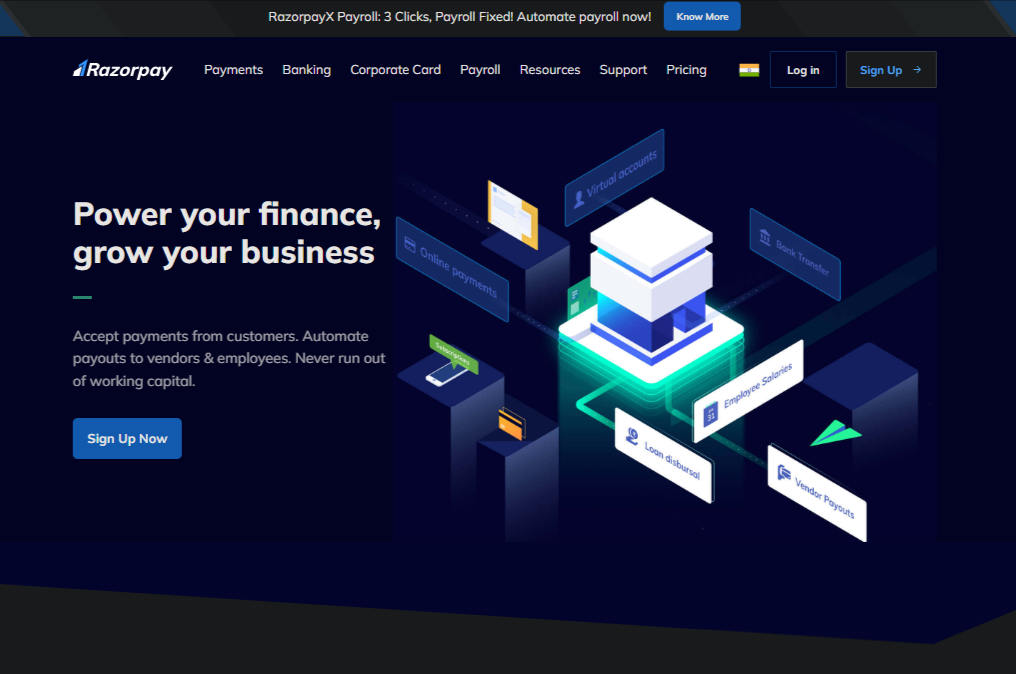 RazorpayX Payroll: 3 Clicks, Payroll Fixed! Automate payroll now! Know More
Razorpay Payments Banking Corporate Card Payroll Resources Support Pricing Log in Sign Up →
Power your finance,
grow your business
Accept payments from customers. Automate
payouts to vendors & employees. Never run out
of working capital.
Sign Up Now
Virtual accounts
Online payments
Bank Transfer
Subscriptions
Employee Salaries
31
Loan disbursal
Vendor Payouts